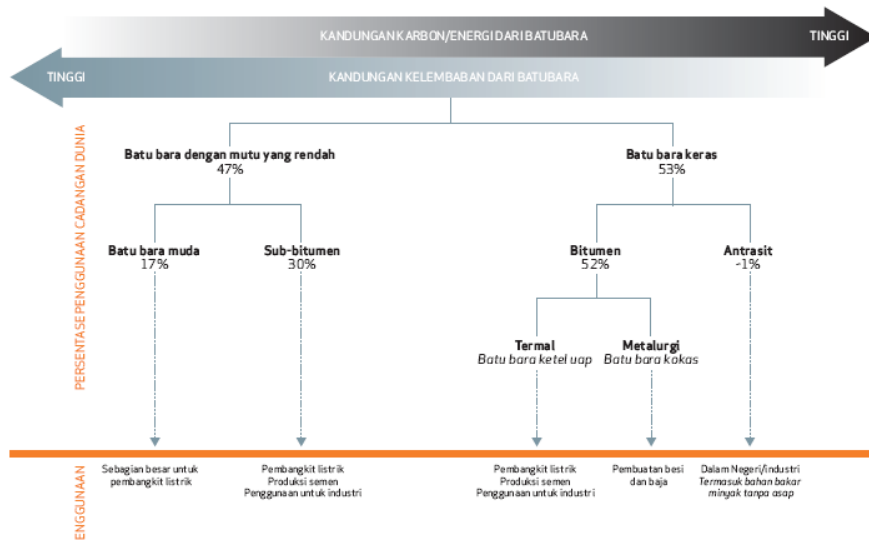 KANDUNGAN KARBON/ENERGI DARI BATUBARA
TINGGI
TINGGI
KANDUNGAN KELEMBABAN DARI BATUBARA
PERSENTASE PENGGUNAAN CADANGAN DUNIA
Batu bara dengan mutu yang rendah
47%
Batu bara keras
53%
Batu bara muda
17%
Sub-bitumen
30%
Bitumen
52%
Antrasit
~1%
Termal
Batu bara ketel uap
Metalurgi
Batu bara kokas
ENGGUNAAN
Sebagian besar untuk
pembangkit listrik
Pembangkit listrik
Produksi semen
Penggunaan untuk industri
Pembangkit listrik
Produksi semen
Penggunaan untuk industri
Pembuatan besi
dan baja
Dalam Negeri/industri
Termasuk bahan bakar
minyak tanpa asap